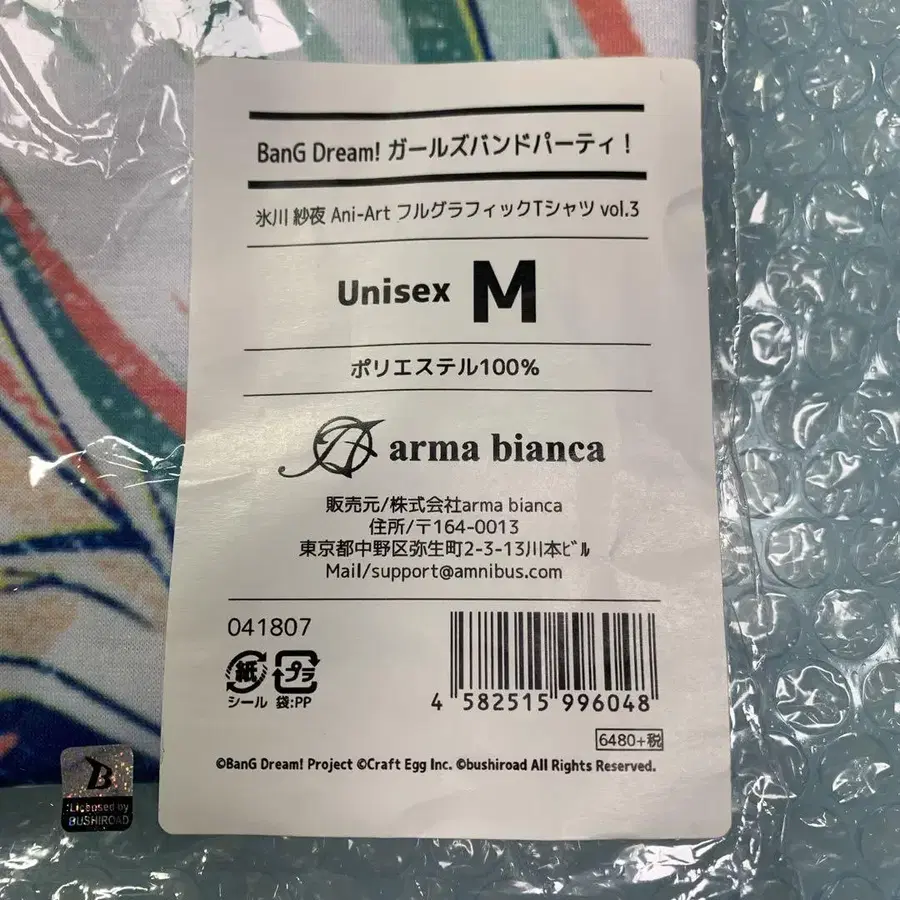 BanG Dream! ガールズバンドパーティ！
氷川 紗夜 Ani-Art フルグラフィックTシャツ vol.3
Unisex M
ポリエステル100%
arma bianca
販売元/株式会社arma bianca
住所/〒164-0013
東京都中野区弥生町2-3-13川本ﾋﾞﾙ
Mail/support@amnibus.com
041807
紙 プラ
シール 袋:PP
4 582515 996048
6480+税
©BanG Dream! Project ©Craft Egg Inc. ©bushiroad All Rights Reserved.
B
Licensed by
BUSHIROAD